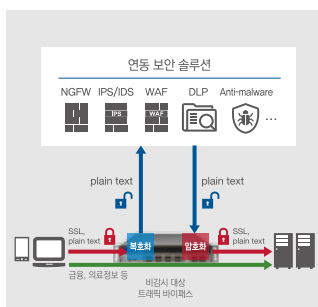 연동 보안 솔루션
NGFW IPS/IDS WAF DLP Anti-malware
IPS WAF ...
plain text plain text
SSL,
plain text
복호화 암호화
SSL,
plain text
금융, 의료정보 등
비감시 대상
트래픽 바이패스